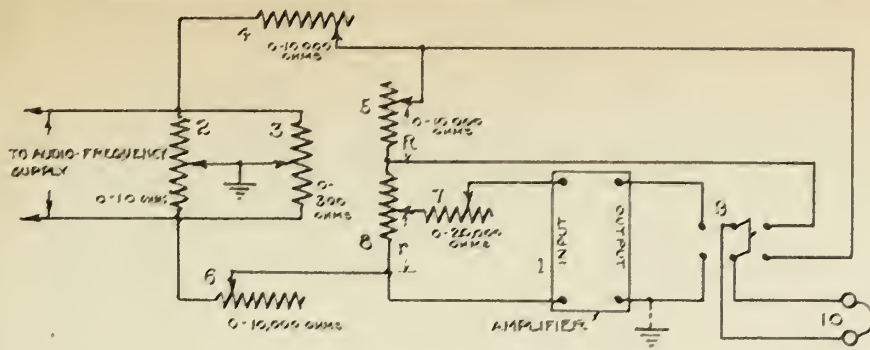 4
0-10,000
OHMS
2
3
5
0-10,000
OHMS
R
TO AUDIO-FREQUENCY
SUPPLY
0-10 OHMS
0-
300
OHMS
7
0-20,000
OHMS
8
r
9
1
INPUT
OUTPUT
6
0-10,000 OHMS
AMPLIFIER
10